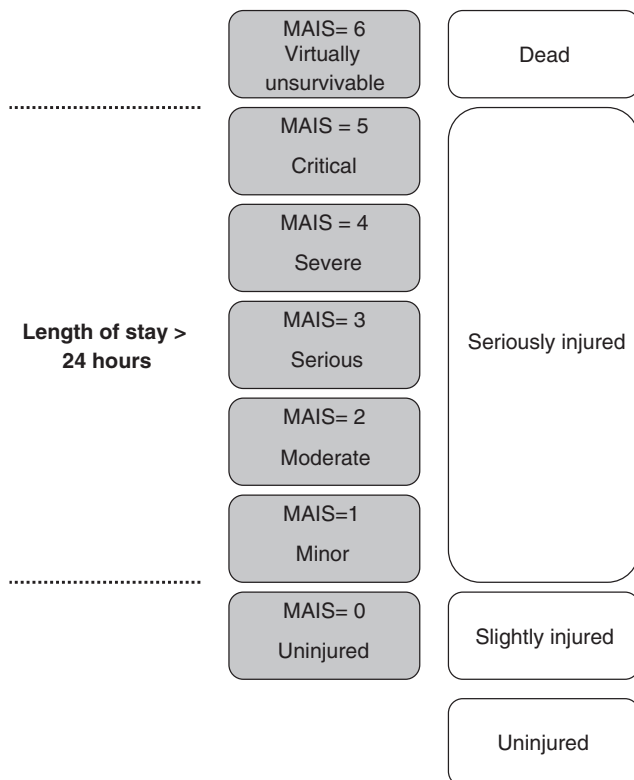 MAIS= 6
Virtually
unsurvivable
Dead
MAIS = 5
Critical
MAIS = 4
Severe
Length of stay >
24 hours
MAIS= 3
Serious
Seriously injured
MAIS= 2
Moderate
MAIS=1
Minor
MAIS= 0
Uninjured
Slightly injured
Uninjured